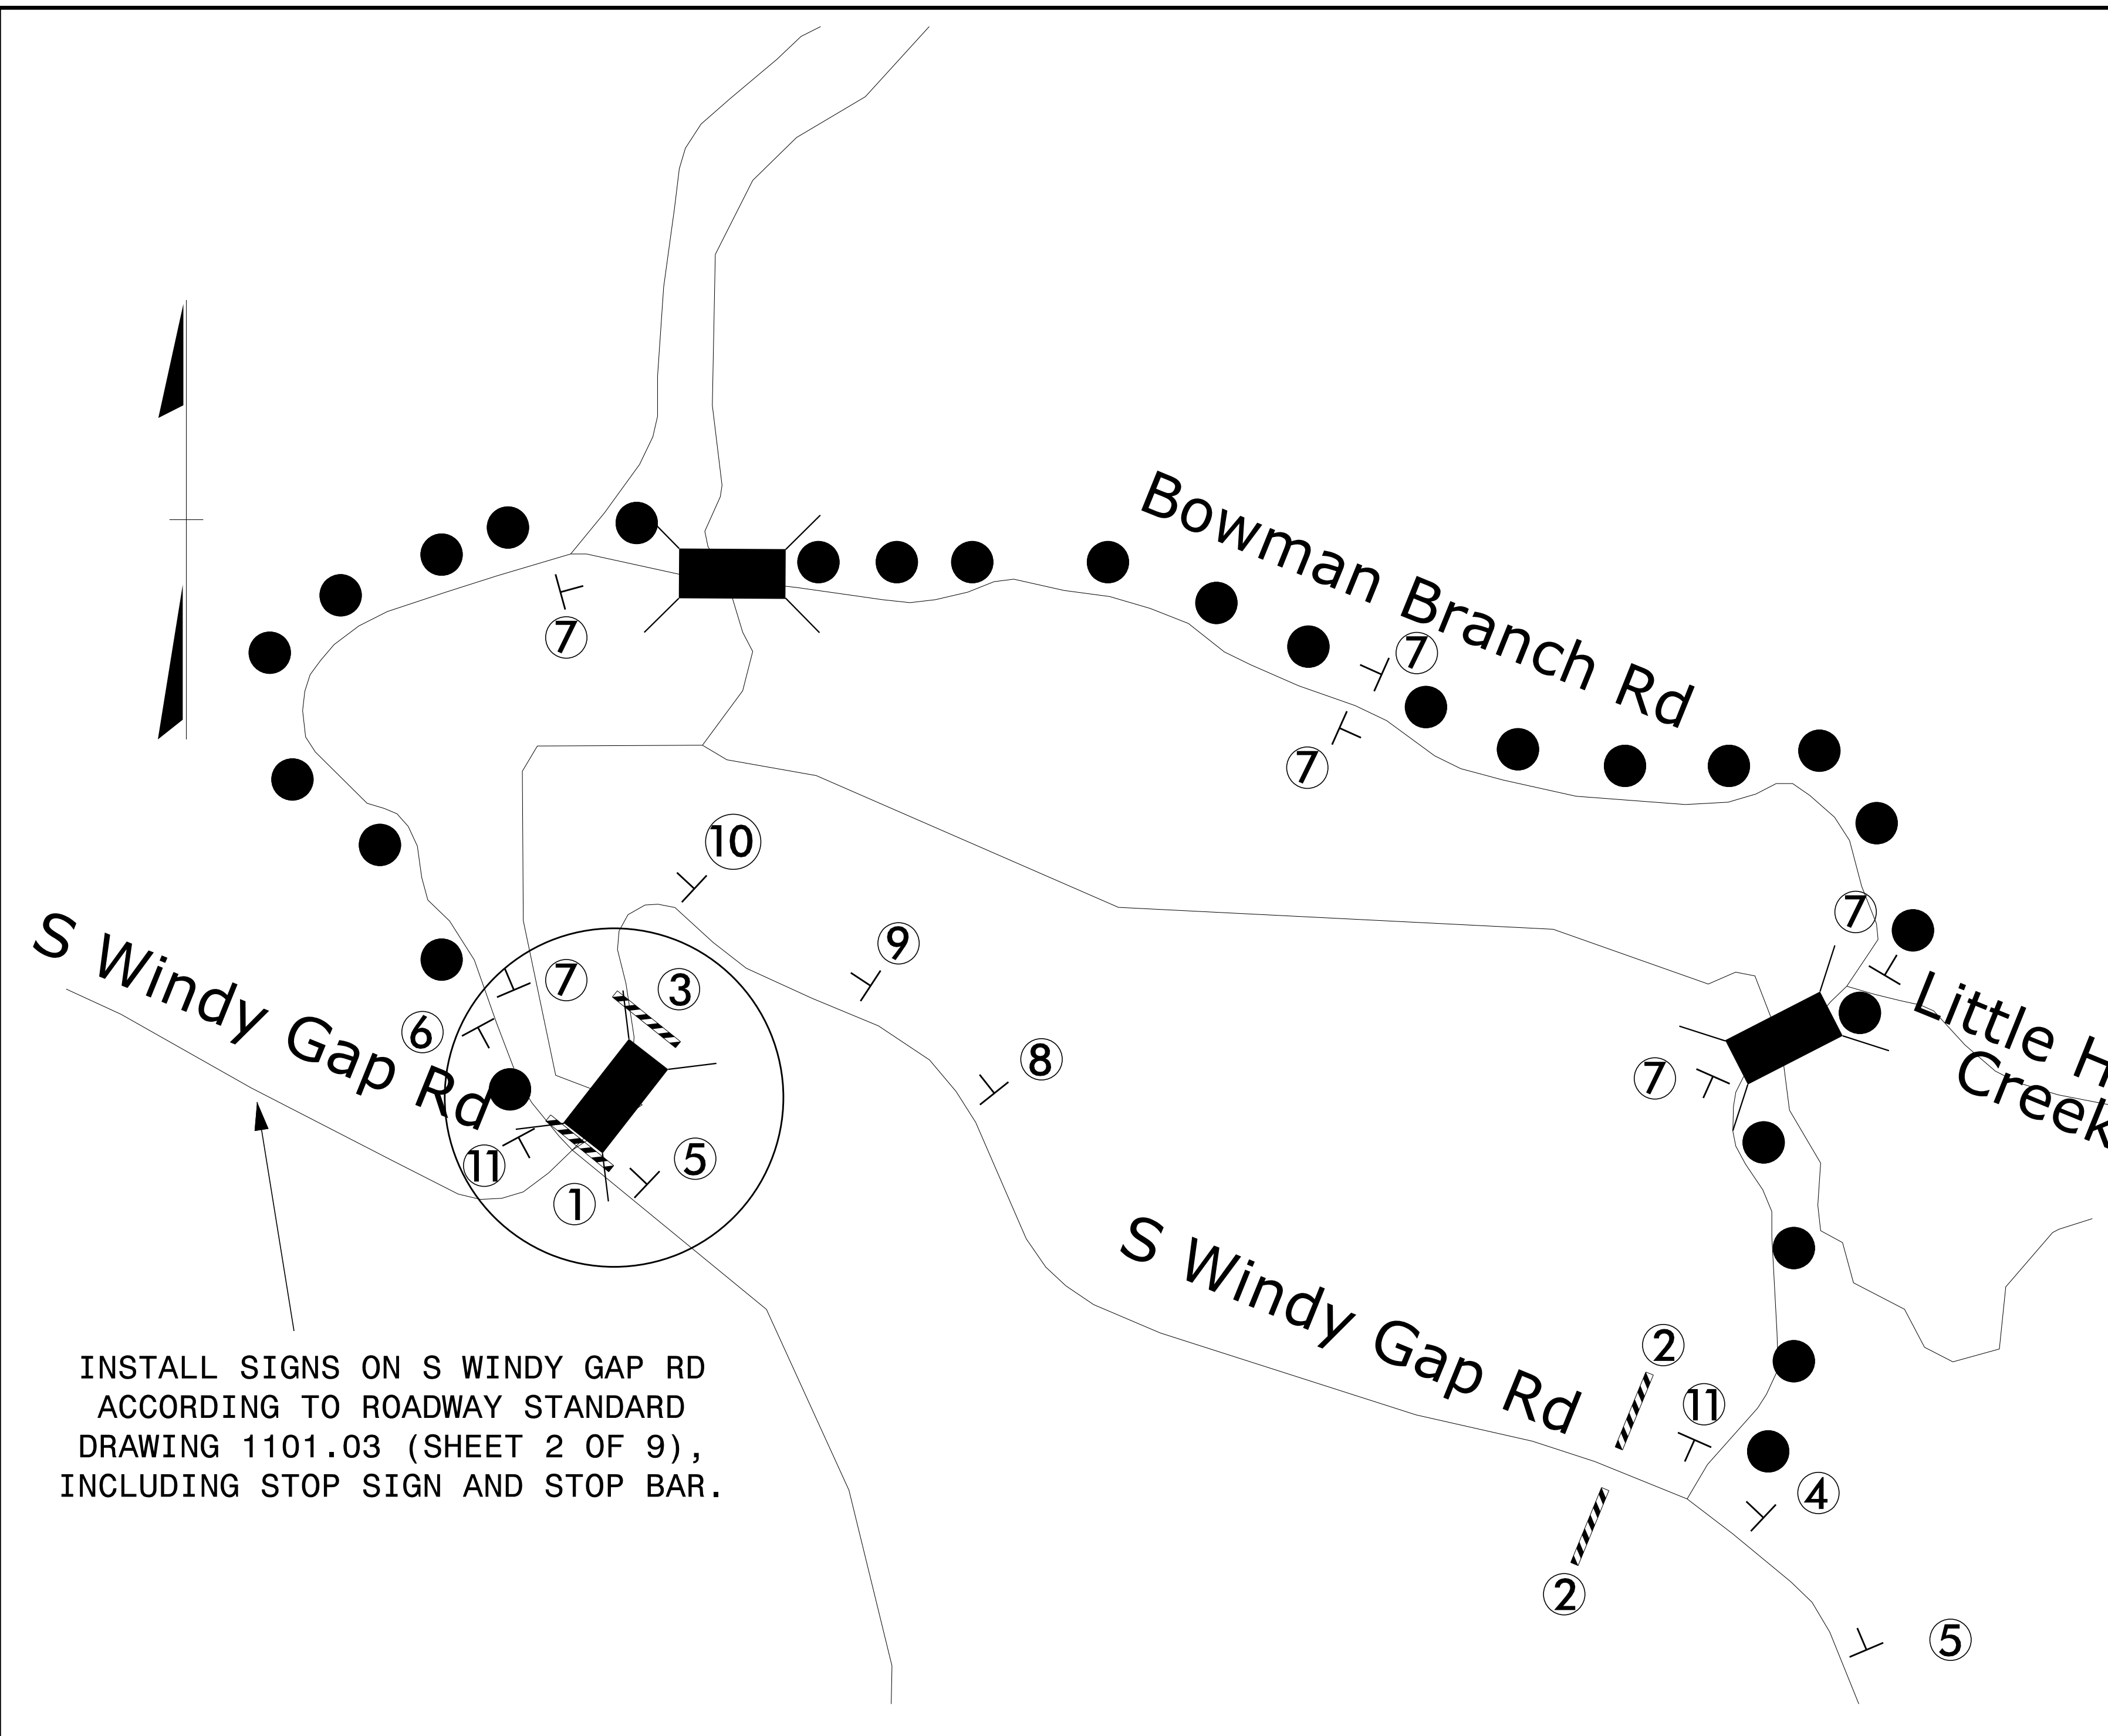 Bowman Branch Rd
7
7
7
10
9
7
S Windy Gap Rd
7
3
6
8
7
Little H
Creek
11
5
1
S Windy Gap Rd
2
11
4
2
5
INSTALL SIGNS ON S WINDY GAP RD
ACCORDING TO ROADWAY STANDARD
DRAWING 1101.03 (SHEET 2 OF 9),
INCLUDING STOP SIGN AND STOP BAR.